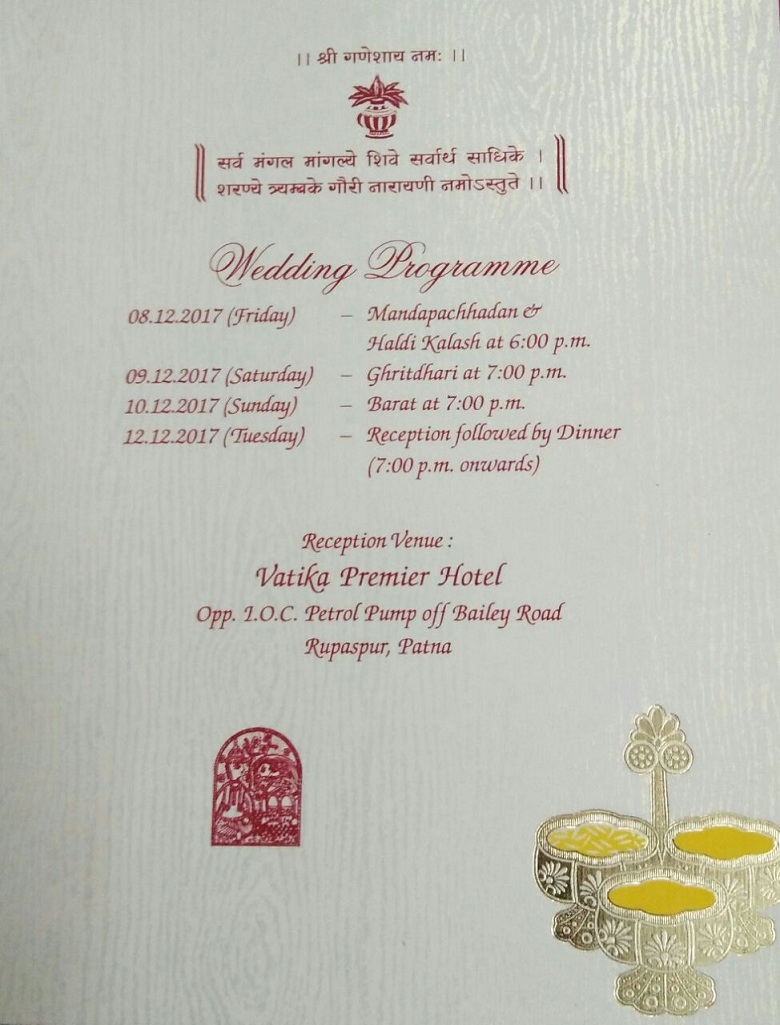 ।। श्री गणेशाय नमः ।।
सर्व मंगल मांगल्ये शिवे सर्वार्थ साधिके ।
शरण्ये त्र्यम्बके गौरी नारायणी नमोऽस्तुते ।।
Wedding Programme
08.12.2017 (Friday) – Mandapachhadan &
Haldi Kalash at 6:00 p.m.
09.12.2017 (Saturday) – Ghritdhari at 7:00 p.m.
10.12.2017 (Sunday) – Barat at 7:00 p.m.
12.12.2017 (Tuesday) – Reception followed by Dinner
(7:00 p.m. onwards)
Reception Venue :
Vatika Premier Hotel
Opp. I.O.C. Petrol Pump off Bailey Road
Rupaspur, Patna